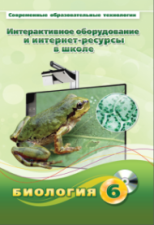 Современные образовательные технологии
Интерактивное оборудование
и интернет-ресурсы
в школе
БИОЛОГИЯ 6